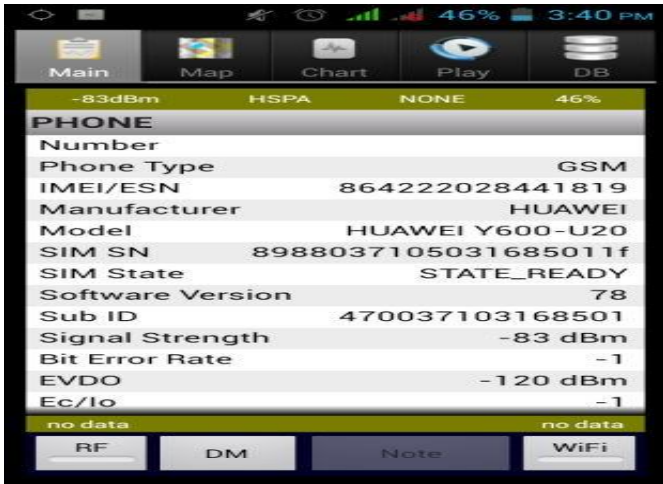 46% 3:40 PM
Main Map Chart Play DB
-83dBm HSPA NONE 46%
PHONE
Number
Phone Type GSM
IMEI/ESN 864222028441819
Manufacturer HUAWEI
Model HUAWEI Y600-U20
SIM SN 89880371050316850​11f
SIM State STATE_READY
Software Version 78
Sub ID 470037103168501
Signal Strength -83 dBm
Bit Error Rate -1
EVDO -120 dBm
Ec/Io -1
no data no data
RF DM Note WiFi